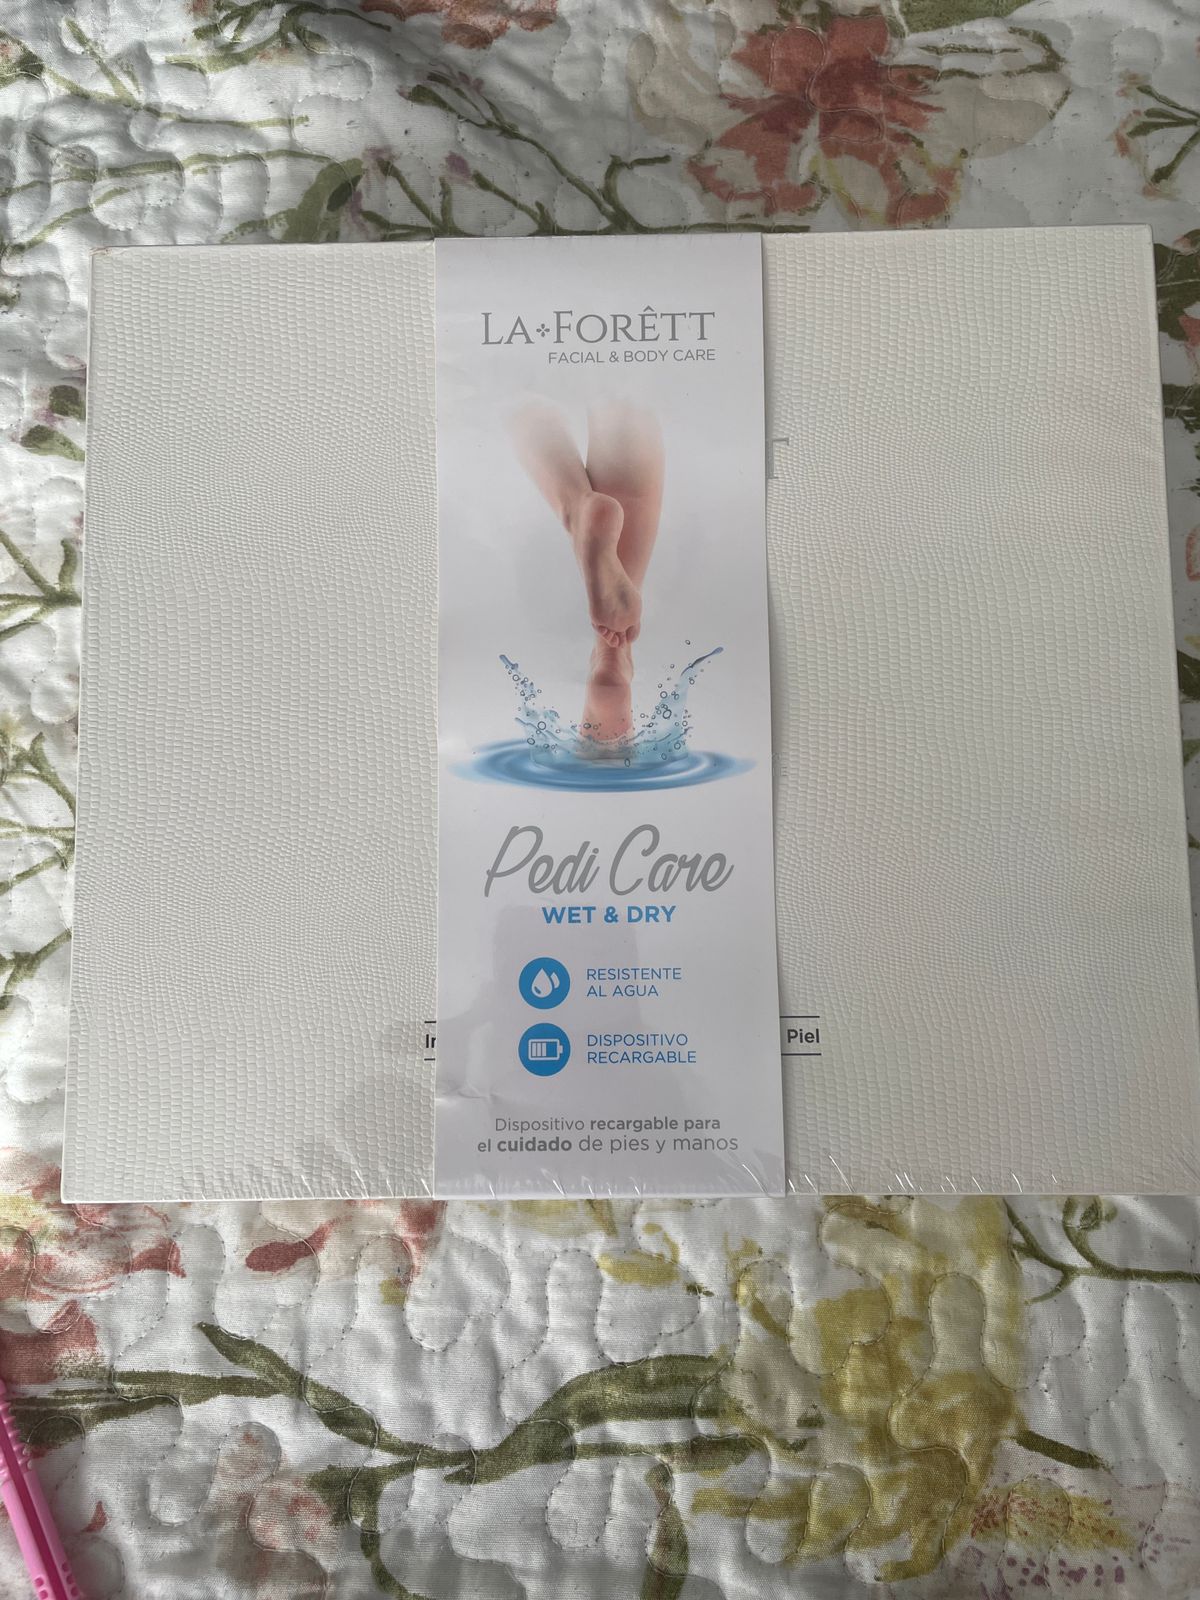 LA FORÊTT
FACIAL & BODY CARE
T
Pedi Care
WET & DRY
RESISTENTE
AL AGUA
DISPOSITIVO
RECARGABLE
Piel
Dispositivo recargable para
el cuidado de pies y manos